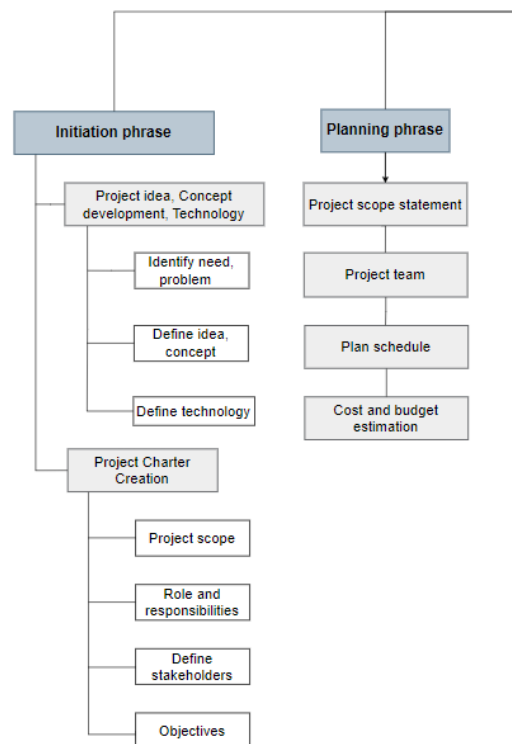 Initiation phrase
Project idea, Concept
development, Technology
Identify need,
problem
Define idea,
concept
Define technology
Project Charter
Creation
Project scope
Role and
responsibilities
Define
stakeholders
Objectives
Planning phrase
Project scope statement
Project team
Plan schedule
Cost and budget
estimation